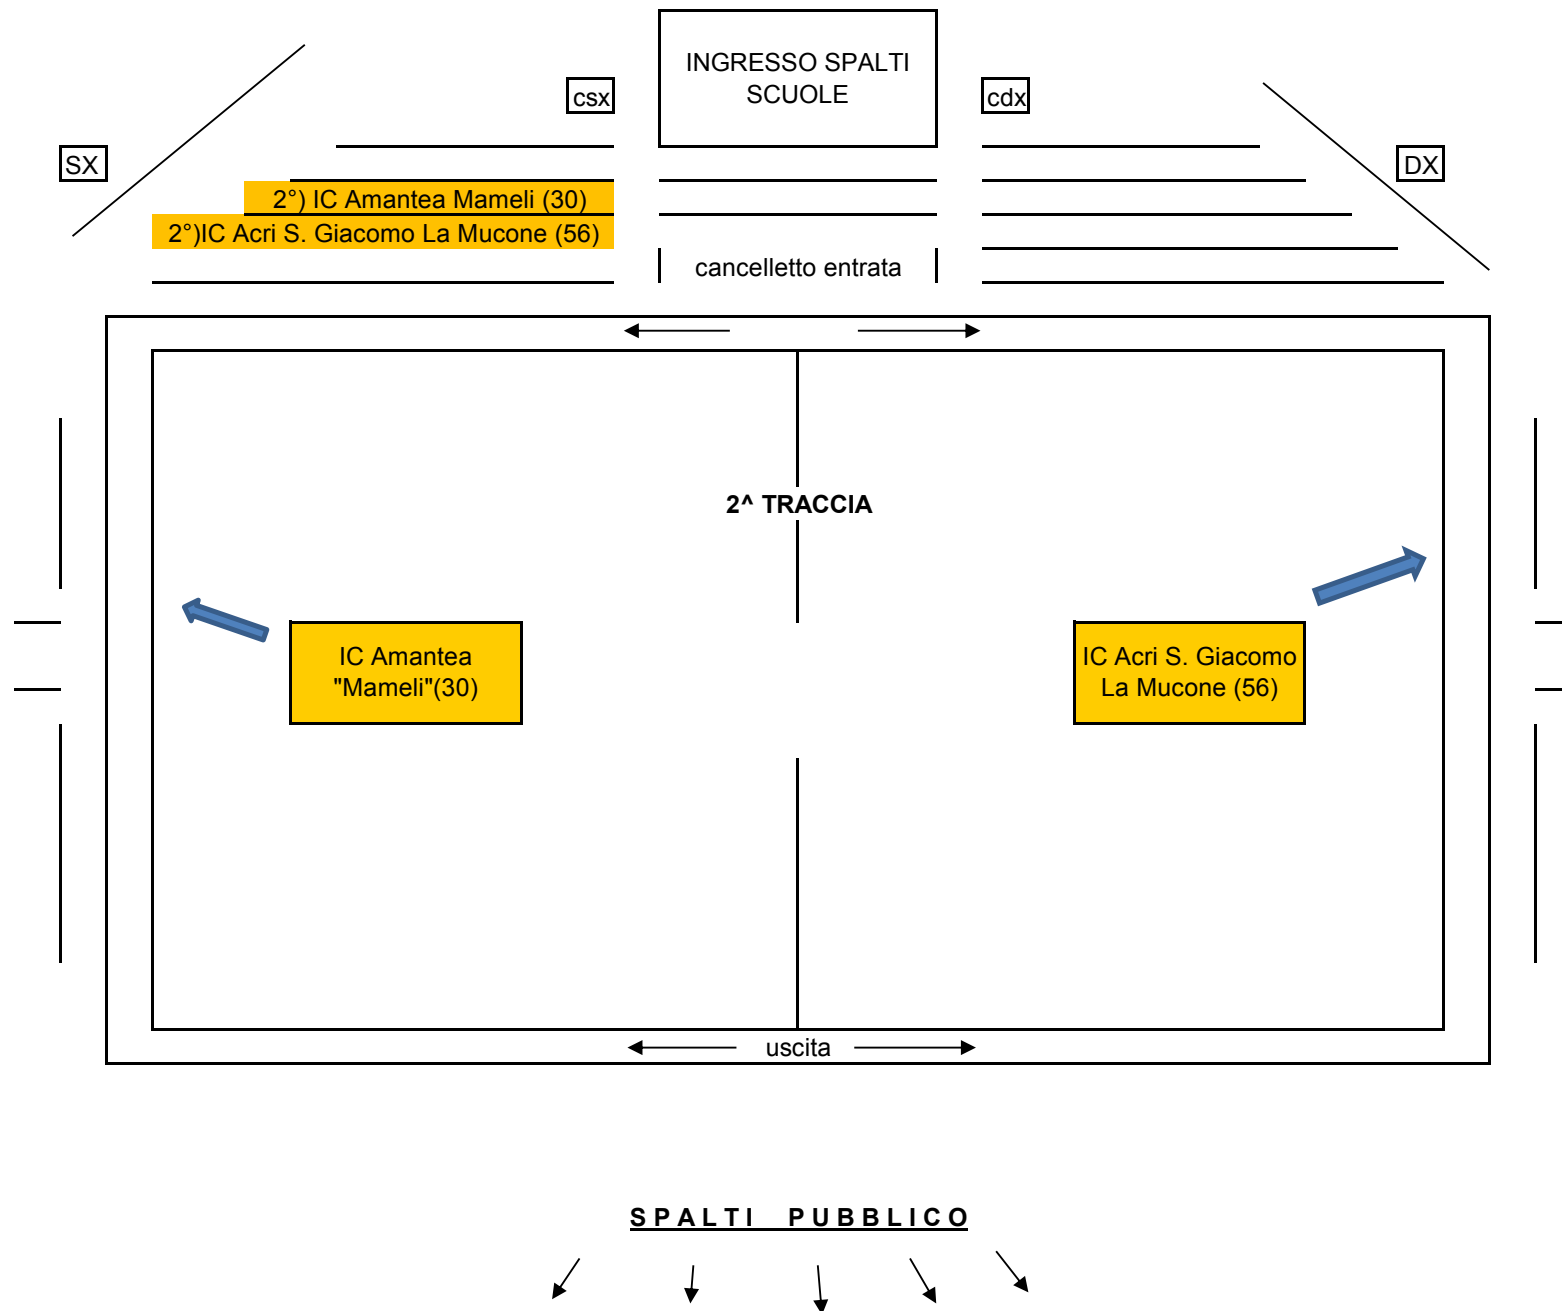 INGRESSO SPALTI
SCUOLE
csx
cdx
SX
DX
2°) IC Amantea Mameli (30)
2°)IC Acri S. Giacomo La Mucone (56)
cancelletto entrata
2^ TRACCIA
IC Amantea
"Mameli"(30)
IC Acri S. Giacomo
La Mucone (56)
uscita
SPALTI PUBBLICO